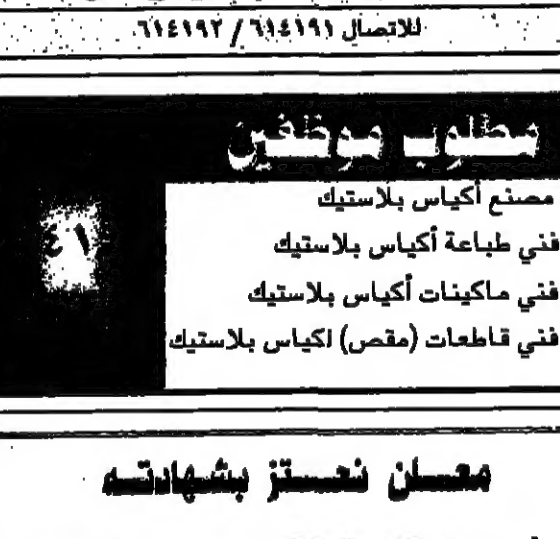 للاتصال ٦١٤١٩١ / ٦١٤١٩٢
مطلوب موظفين
مصنع أكياس بلاستيك
فني طباعة أكياس بلاستيك
فني ماكينات أكياس بلاستيك
فني قاطعات (مقص) اكياس بلاستيك
٤١
معلن نعتز بشهادته